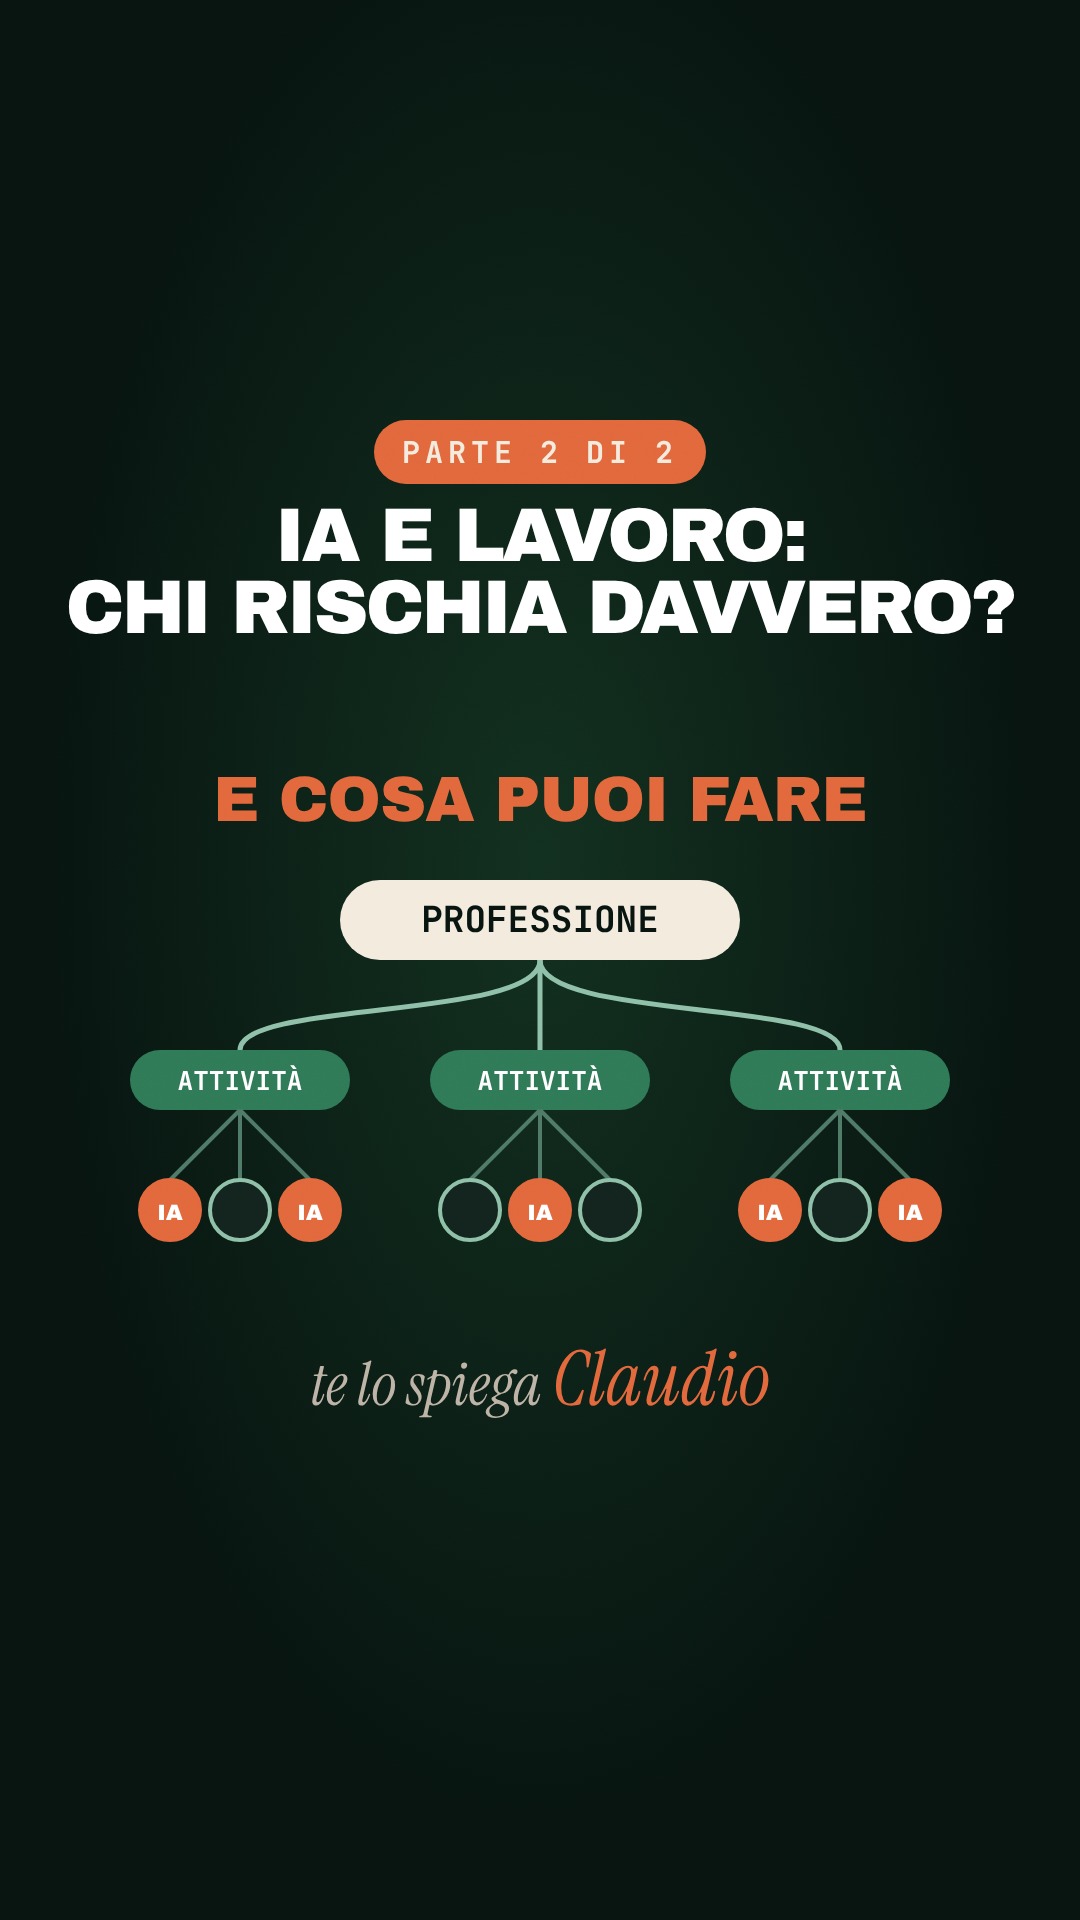 PARTE 2 DI 2
IA E LAVORO:
CHI RISCHIA DAVVERO?
E COSA PUOI FARE
PROFESSIONE
ATTIVITÀ ATTIVITÀ ATTIVITÀ
IA IA IA IA IA
te lo spiega Claudio